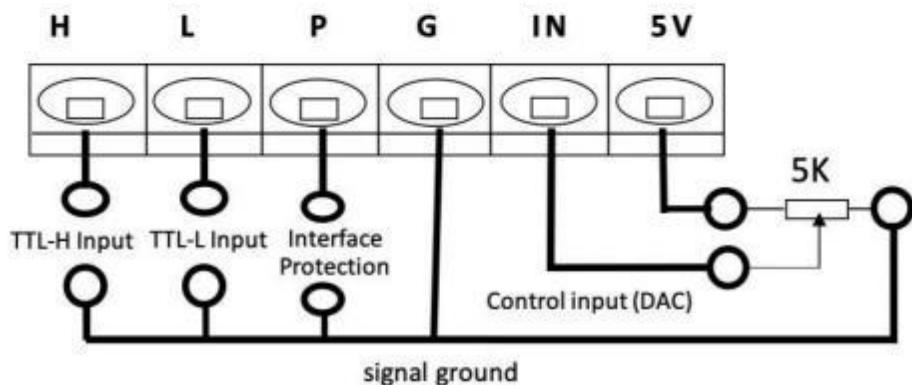 H L P G IN 5V
5K
TTL-H Input TTL-L Input Interface
Protection
Control input (DAC)
signal ground